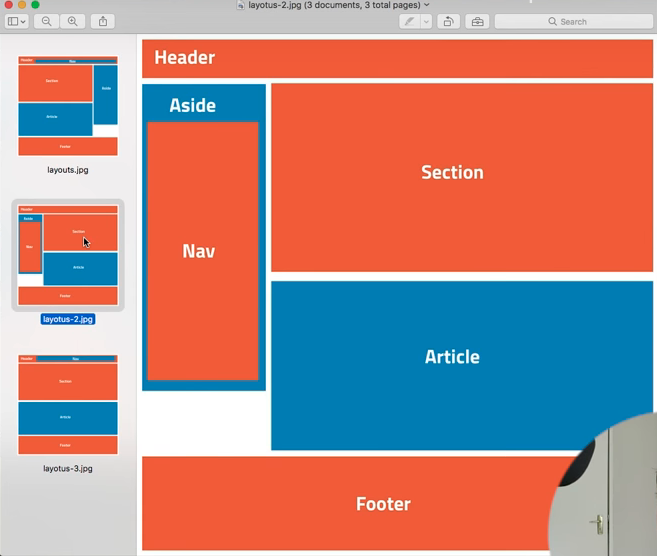 layotus-2.jpg (3 documents, 3 total pages)
Search
Header
Nav
Section
Aside
Article
Footer
layouts.jpg
Header
Aside
Section
Nav
Article
Footer
layotus-2.jpg
Header
Nav
Section
Article
Footer
layotus-3.jpg
Header
Aside
Section
Nav
Article
Footer